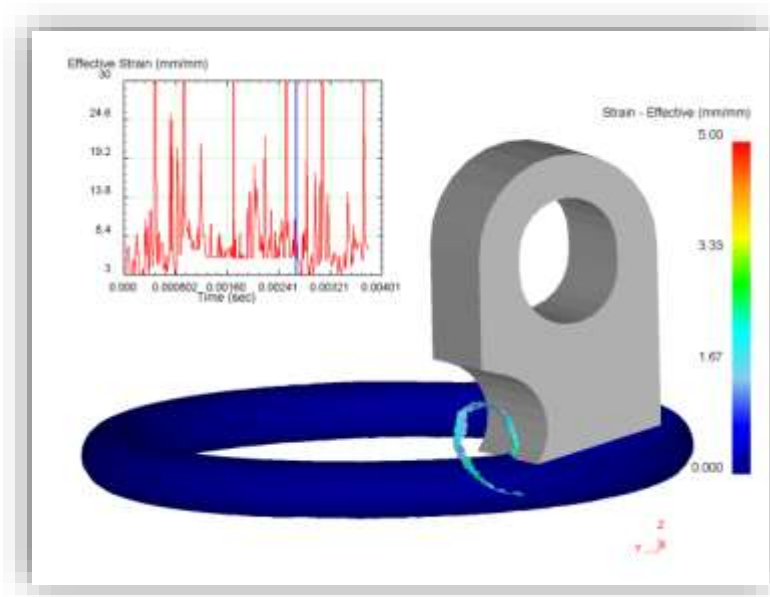 Effective Strain (mm/mm)
30
24.6
19.2
13.8
8.4
3
0.000 0.000802 0.00160 0.00241 0.00321 0.00401
Time (sec)
Strain - Effective (mm/mm)
5.00
3.33
1.67
0.000
Z
Y X